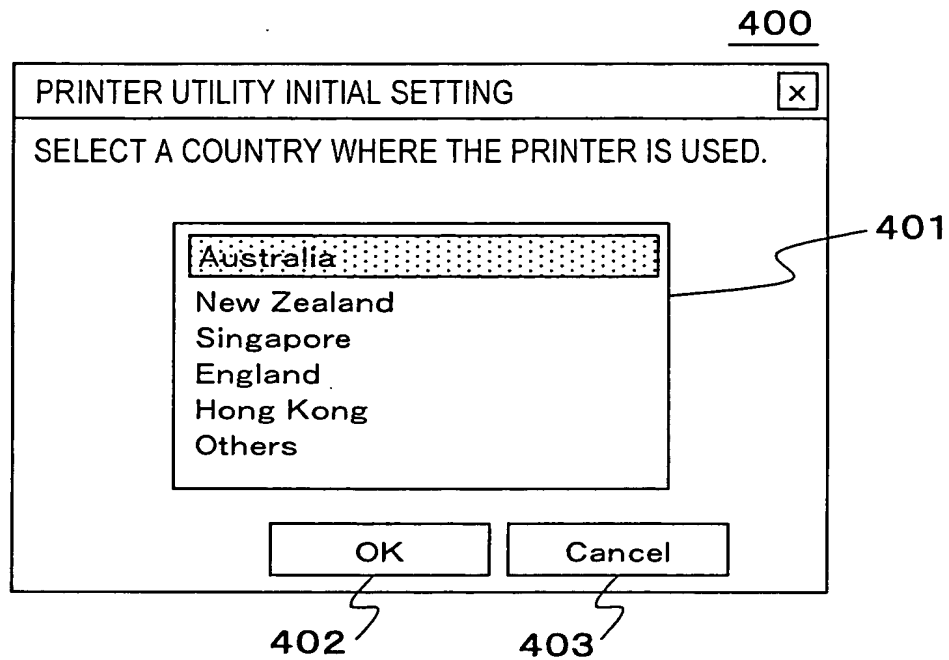 400
PRINTER UTILITY INITIAL SETTING x
SELECT A COUNTRY WHERE THE PRINTER IS USED.
401
Australia
New Zealand
Singapore
England
Hong Kong
Others
OK Cancel
402 403